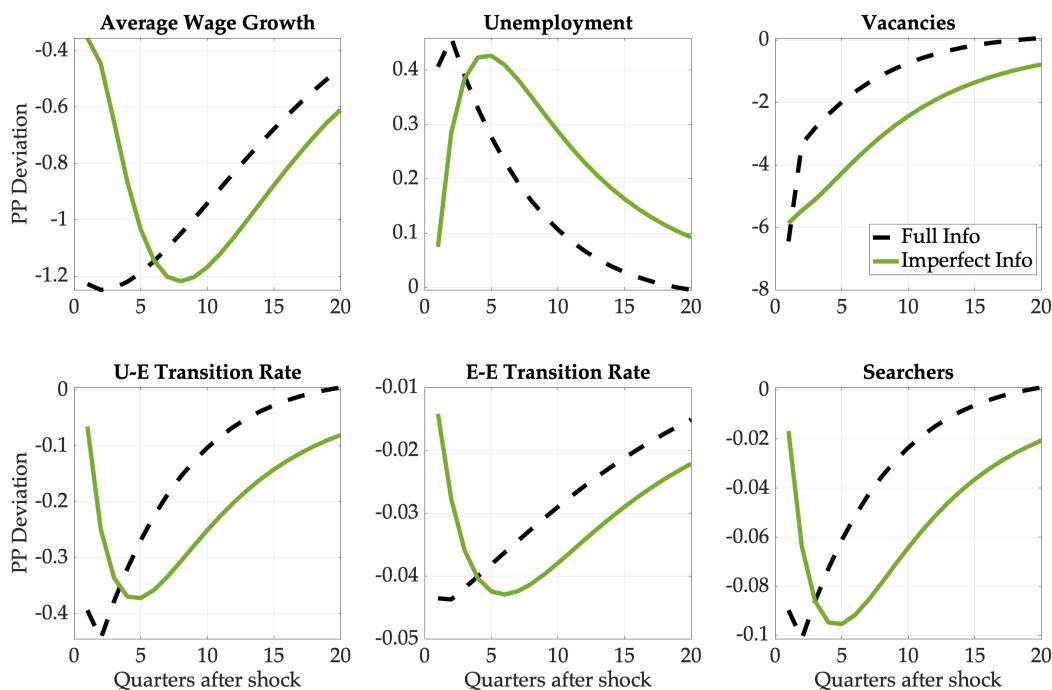 Average Wage Growth
Unemployment
Vacancies
PP Deviation
-0.4
-0.6
-0.8
-1
-1.2
0 5 10 15 20
0.4
0.3
0.2
0.1
0
0 5 10 15 20
0
-2
-4
-6
-8
0 5 10 15 20
Full Info
Imperfect Info
U-E Transition Rate
E-E Transition Rate
Searchers
PP Deviation
0
-0.1
-0.2
-0.3
-0.4
0 5 10 15 20
Quarters after shock
-0.01
-0.02
-0.03
-0.04
-0.05
0 5 10 15 20
Quarters after shock
0
-0.02
-0.04
-0.06
-0.08
-0.1
0 5 10 15 20
Quarters after shock